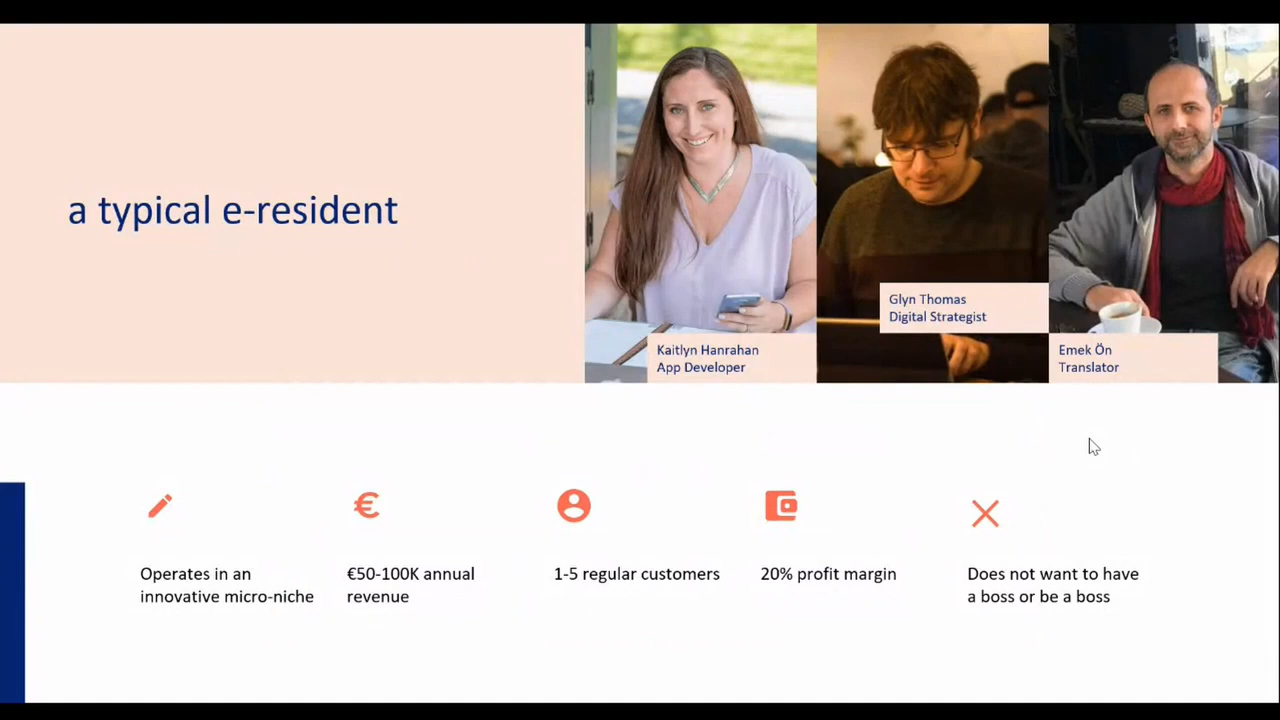 a typical e-resident
Kaitlyn Hanrahan
App Developer
Glyn Thomas
Digital Strategist
Emek Ön
Translator
Operates in an
innovative micro-niche
€50-100K annual
revenue
1-5 regular customers
20% profit margin
Does not want to have
a boss or be a boss